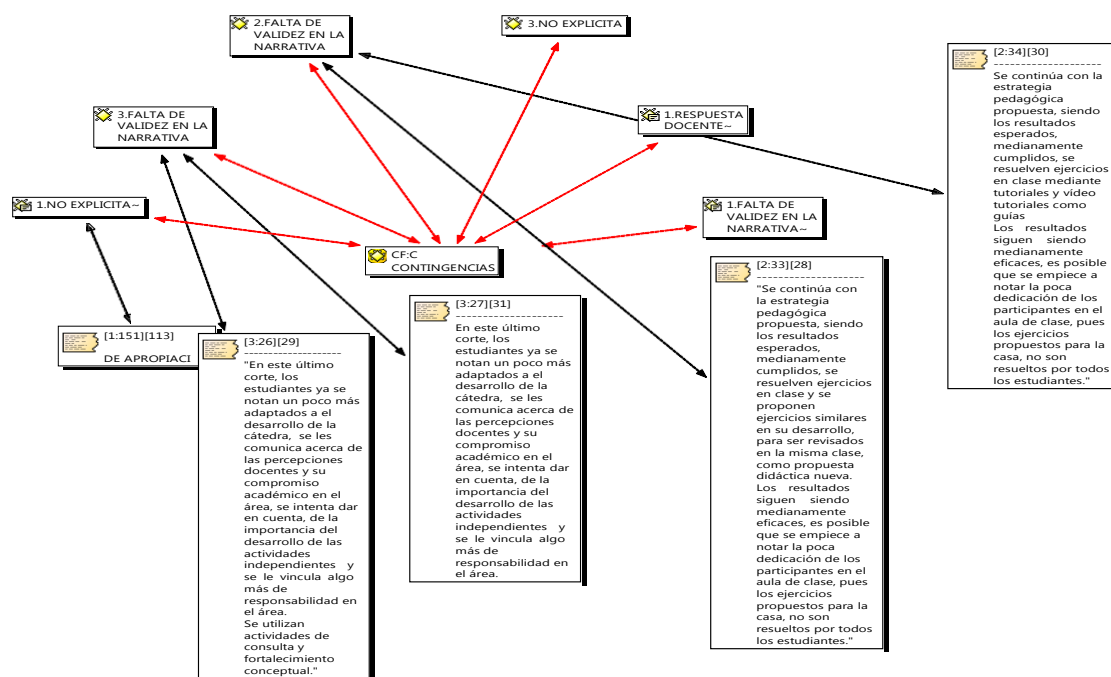 2.FALTA DE
VALIDEZ EN LA
NARRATIVA
3.NO EXPLICITA
3.FALTA DE
VALIDEZ EN LA
NARRATIVA
1.RESPUESTA
DOCENTE~
1.NO EXPLICITA~
1.FALTA DE
VALIDEZ EN LA
NARRATIVA~
CF:C
CONTINGENCIAS
[2:34][30]
--------------------
Se continúa con la
estrategia
pedagógica
propuesta, siendo
los resultados
esperados,
medianamente
cumplidos, se
resuelven ejercicios
en clase mediante
tutoriales y vídeo
tutoriales como
guías
Los resultados
siguen siendo
medianamente
eficaces, es posible
que se empiece a
notar la poca
dedicación de los
participantes en el
aula de clase, pues
los ejercicios
propuestos para la
casa, no son
resueltos por todos
los estudiantes."
[1:151][113]
DE APROPIACI
[3:26][29]
--------------------
"En este último
corte, los
estudiantes ya se
notan un poco más
adaptados a el
desarrollo de la
cátedra, se les
comunica acerca de
las percepciones
docentes y su
compromiso
académico en el
área, se intenta dar
en cuenta, de la
importancia del
desarrollo de las
actividades
independientes y
se le vincula algo
más de
responsabilidad en
el área.
Se utilizan
actividades de
consulta y
fortalecimiento
conceptual."
[3:27][31]
--------------------
En este último
corte, los
estudiantes ya se
notan un poco más
adaptados a el
desarrollo de la
cátedra, se les
comunica acerca de
las percepciones
docentes y su
compromiso
académico en el
área, se intenta dar
en cuenta, de la
importancia del
desarrollo de las
actividades
independientes y
se le vincula algo
más de
responsabilidad en
el área.
[2:33][28]
--------------------
"Se continúa con
la estrategia
pedagógica
propuesta, siendo
los resultados
esperados,
medianamente
cumplidos, se
resuelven ejercicios
en clase y se
proponen
ejercicios similares
en su desarrollo,
para ser revisados
en la misma clase,
como propuesta
didáctica nueva.
Los resultados
siguen siendo
medianamente
eficaces, es posible
que se empiece a
notar la poca
dedicación de los
participantes en el
aula de clase, pues
los ejercicios
propuestos para la
casa, no son
resueltos por todos
los estudiantes."